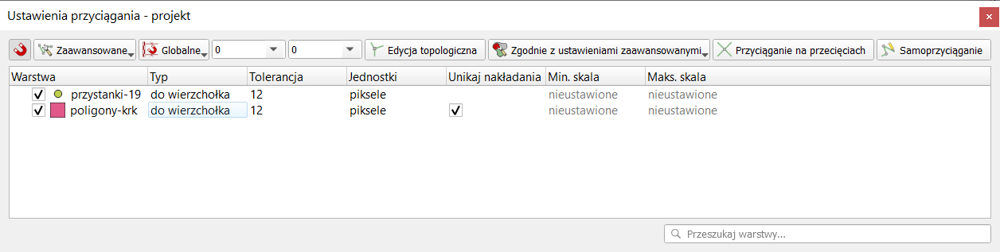 Ustawienia przyciągania - projekt
Zaawansowane Globalne 0 0 Edycja topologiczna Zgodnie z ustawieniami zaawansowanymi Przyciąganie na przecięciach Samoprzyciąganie
Warstwa Typ Tolerancja Jednostki Unikaj nakładania Min. skala Maks. skala
przystanki-19 do wierzchołka 12 piksele nieustawione nieustawione
poligony-krk do wierzchołka 12 piksele nieustawione nieustawione
Przeszukaj warstwy...